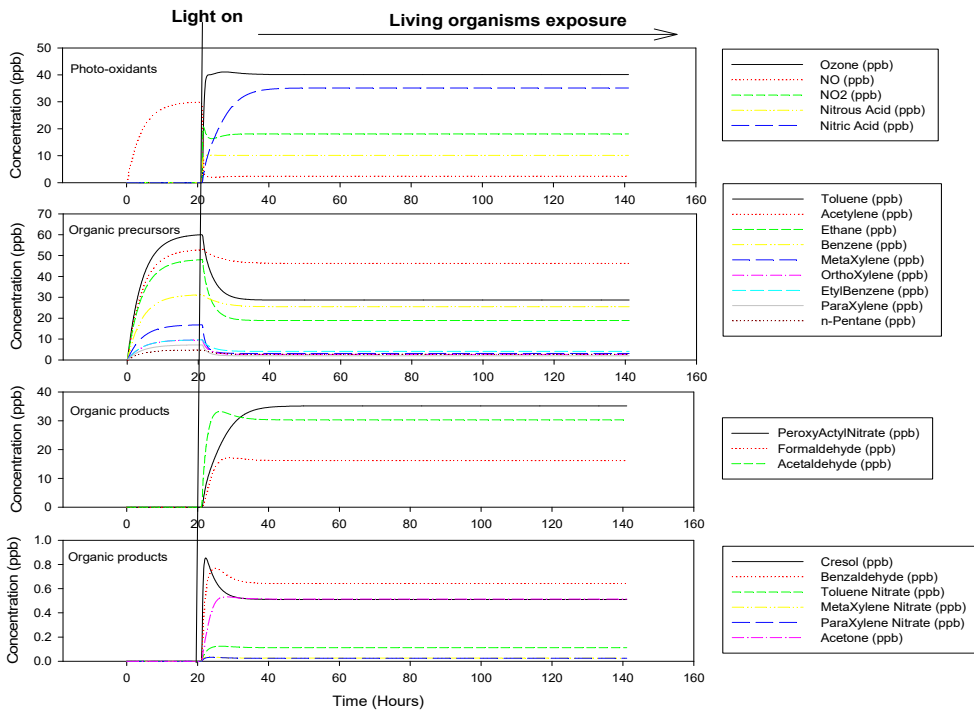 Light on
Living organisms exposure
Concentration (ppb)
50
40
30
20
10
0
Photo-oxidants
0 20 40 60 80 100 120 140 160
Ozone (ppb)
NO (ppb)
NO2 (ppb)
Nitrous Acid (ppb)
Nitric Acid (ppb)
Concentration (ppb)
70
60
50
40
30
20
10
0
Organic precursors
0 20 40 60 80 100 120 140 160
Toluene (ppb)
Acetylene (ppb)
Ethane (ppb)
Benzene (ppb)
MetaXylene (ppb)
OrthoXylene (ppb)
EtylBenzene (ppb)
ParaXylene (ppb)
n-Pentane (ppb)
Concentration (ppb)
40
30
20
10
0
Organic products
0 20 40 60 80 100 120 140 160
PeroxyActylNitrate (ppb)
Formaldehyde (ppb)
Acetaldehyde (ppb)
Concentration (ppb)
1.0
0.8
0.6
0.4
0.2
0.0
Organic products
0 20 40 60 80 100 120 140 160
Time (Hours)
Cresol (ppb)
Benzaldehyde (ppb)
Toluene Nitrate (ppb)
MetaXylene Nitrate (ppb)
ParaXylene Nitrate (ppb)
Acetone (ppb)